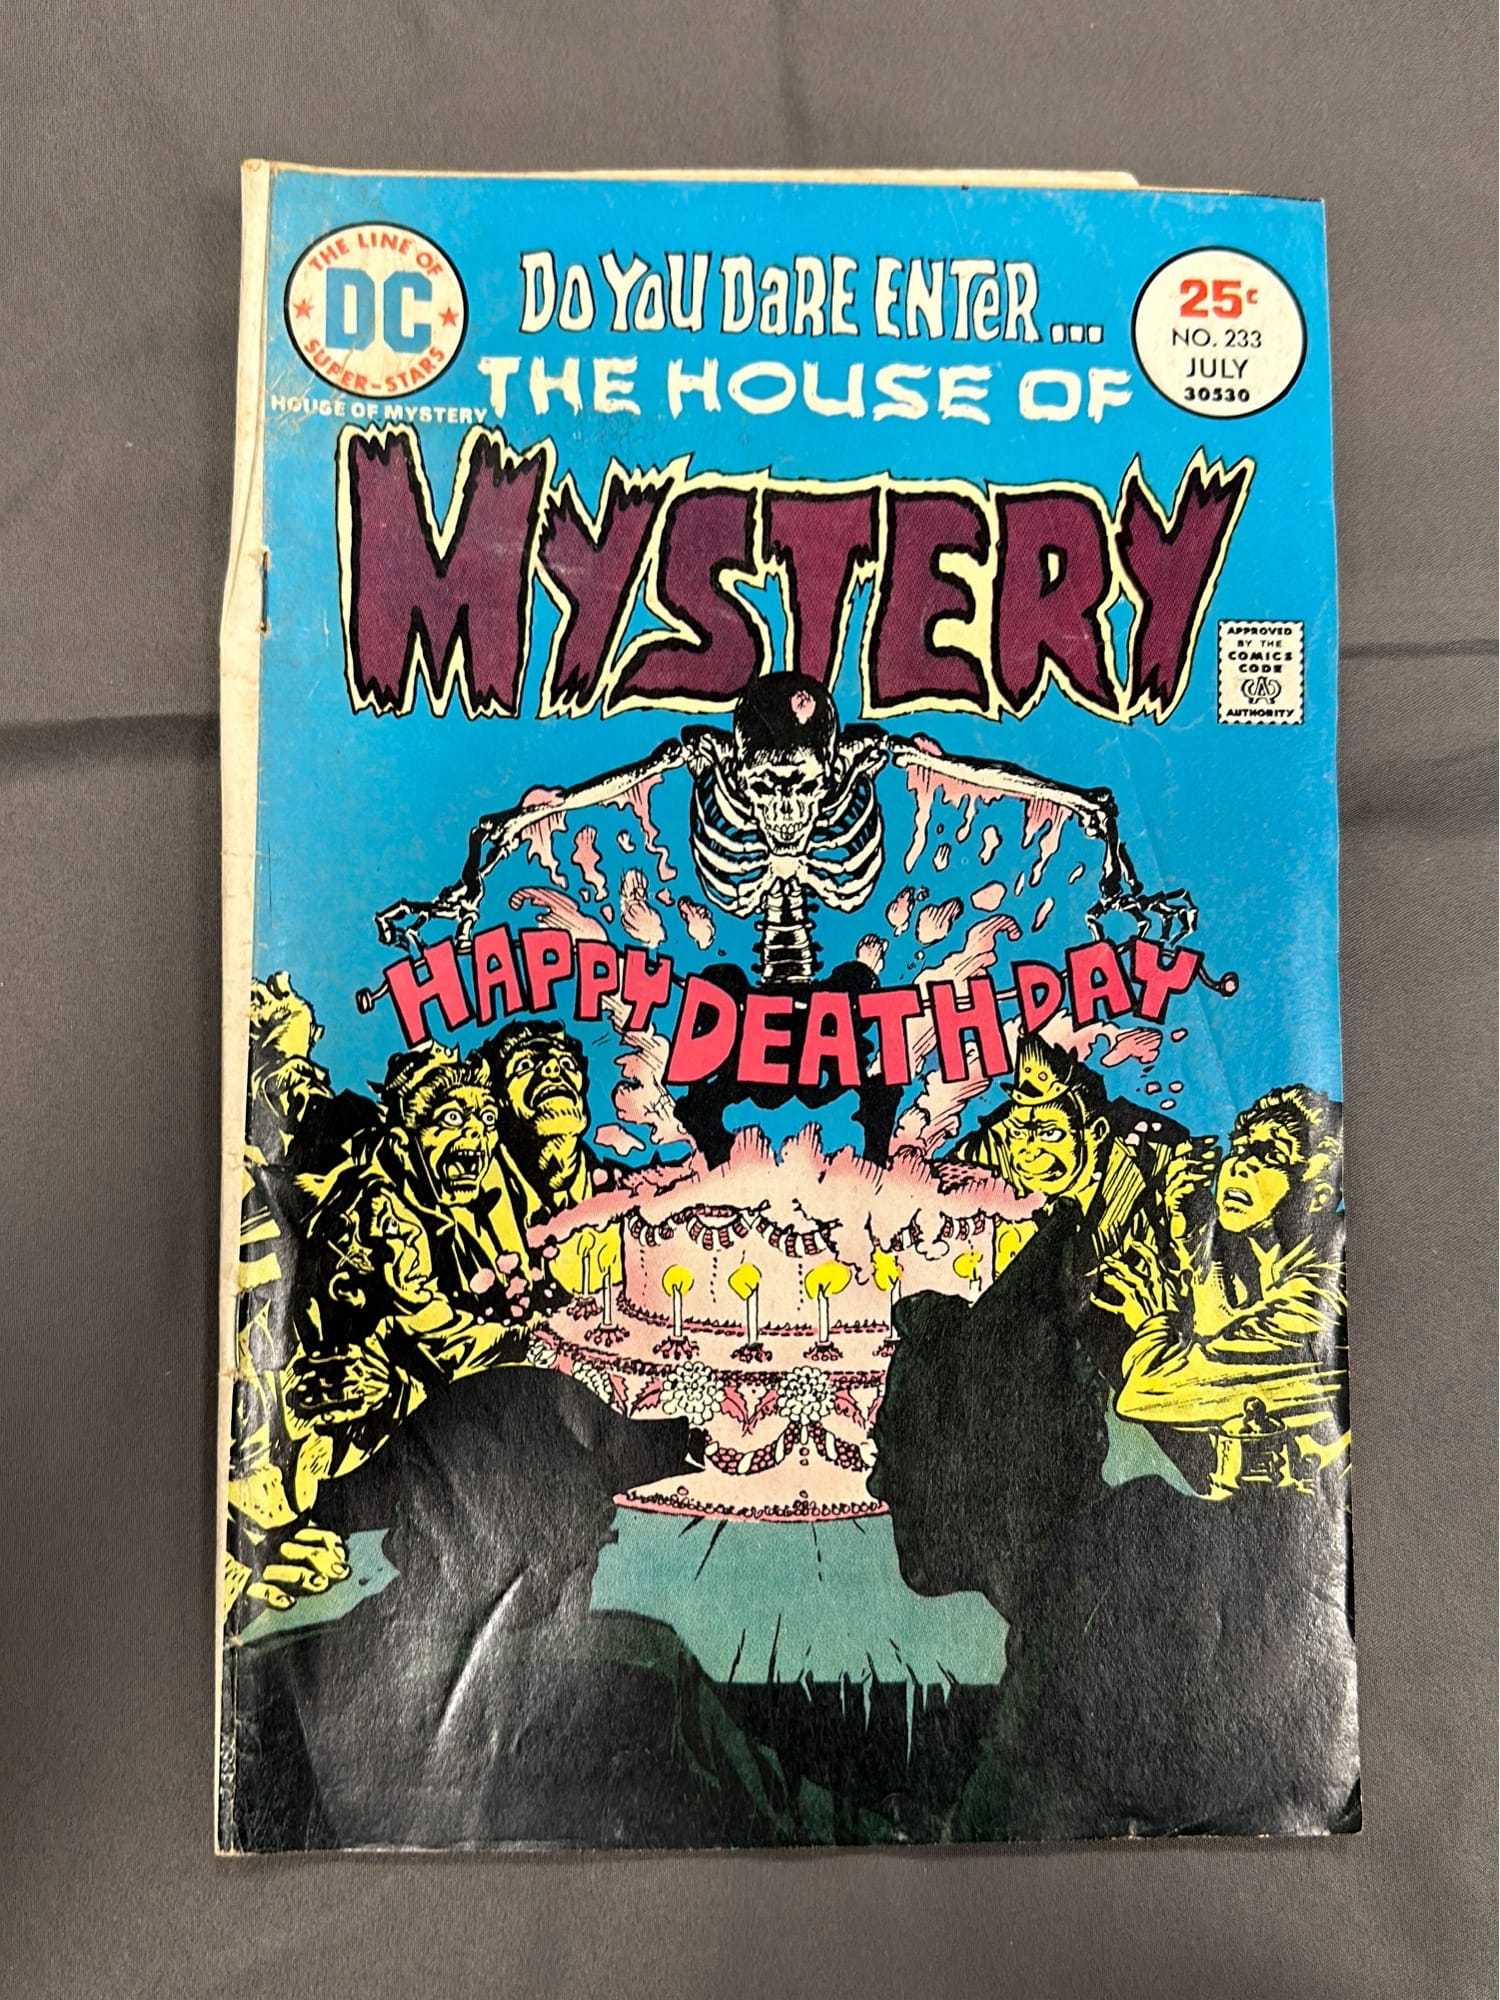 THE LINE OF
DC
SUPER-STARS
HOUSE OF MYSTERY
Do You DaRE ENTeR...
THE HOUSE OF
MYSTERY
25¢
NO. 233
JULY
30530
APPROVED
BY THE
COMICS
CODE
CA
AUTHORITY
HAPPY DEATH DAY